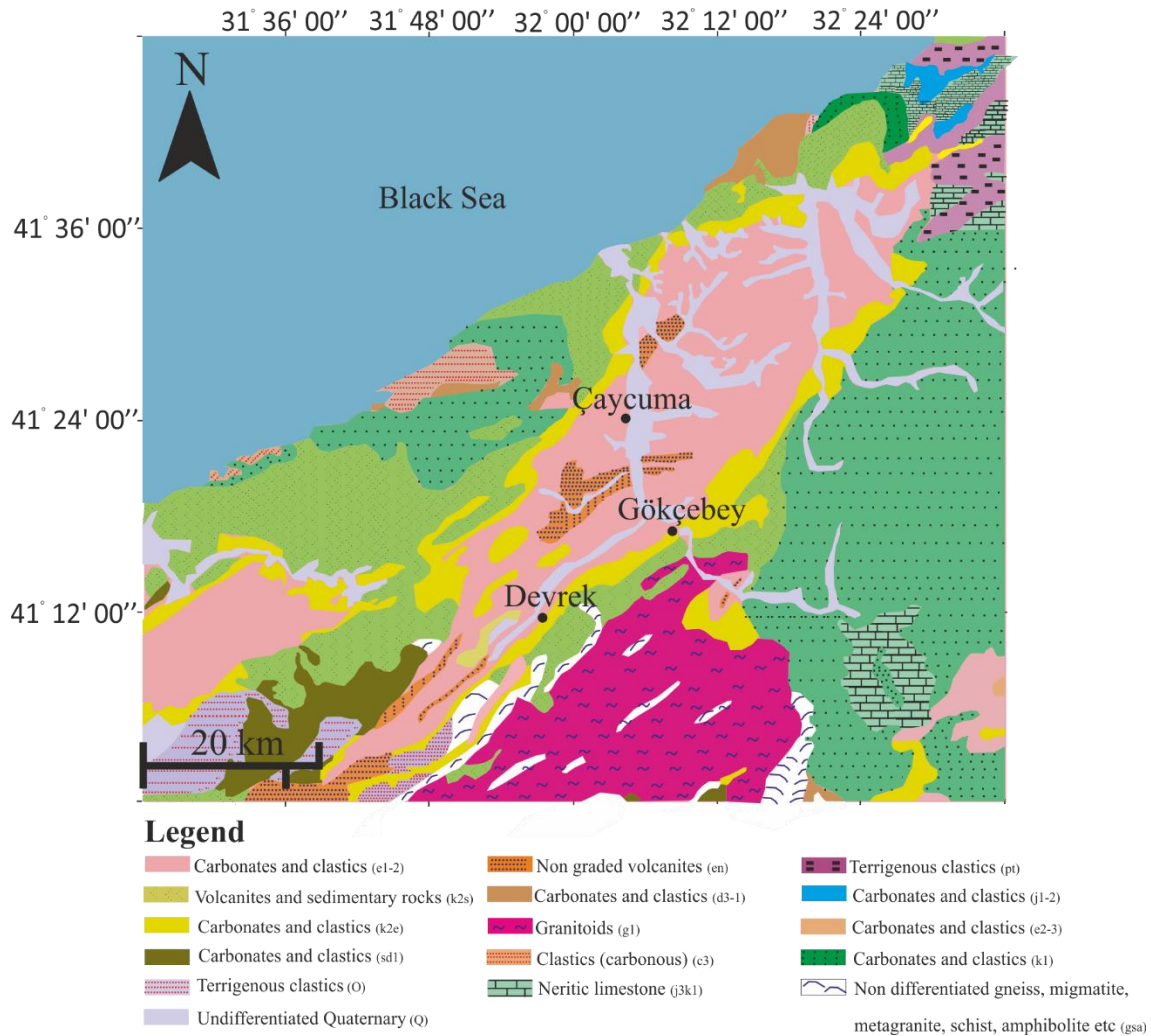 31° 36' 00’’ 31° 48' 00’’ 32° 00' 00’’ 32° 12' 00’’ 32° 24' 00’’
N
Black Sea
41° 36' 00’’
41° 24' 00’’
Çaycuma
Gökçebey
41° 12' 00’’
Devrek
20 km
Legend
Carbonates and clastics (e1-2)
Volcanites and sedimentary rocks (k2s)
Carbonates and clastics (k2e)
Carbonates and clastics (sd1)
Terrigenous clastics (O)
Undifferentiated Quaternary (Q)
Non graded volcanites (en)
Carbonates and clastics (d3-1)
Granitoids (g1)
Clastics (carbonous) (c3)
Neritic limestone (j3k1)
Terrigenous clastics (pt)
Carbonates and clastics (j1-2)
Carbonates and clastics (e2-3)
Carbonates and clastics (k1)
Non differentiated gneiss, migmatite,
metagranite, schist, amphibolite etc (gsa)